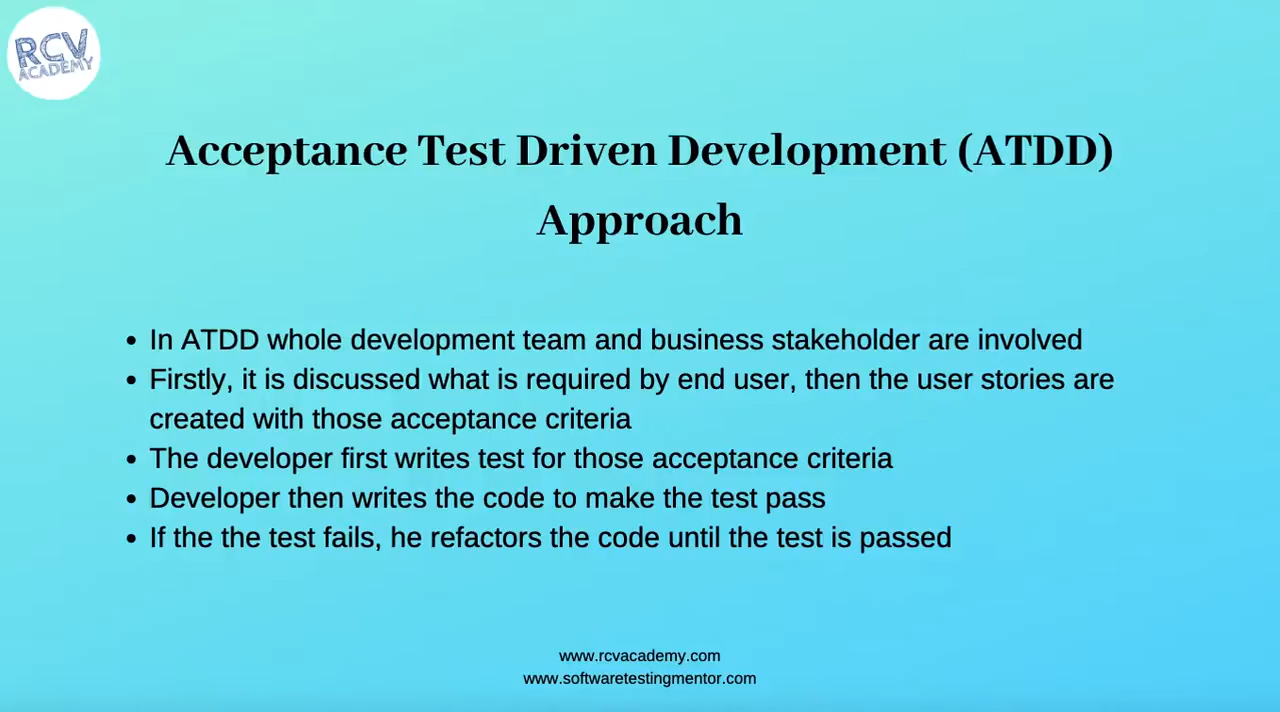 RCV
ACADEMY
Acceptance Test Driven Development (ATDD)
Approach
• In ATDD whole development team and business stakeholder are involved
• Firstly, it is discussed what is required by end user, then the user stories are
created with those acceptance criteria
• The developer first writes test for those acceptance criteria
• Developer then writes the code to make the test pass
• If the the test fails, he refactors the code until the test is passed
www.rcvacademy.com
www.softwaretestingmentor.com